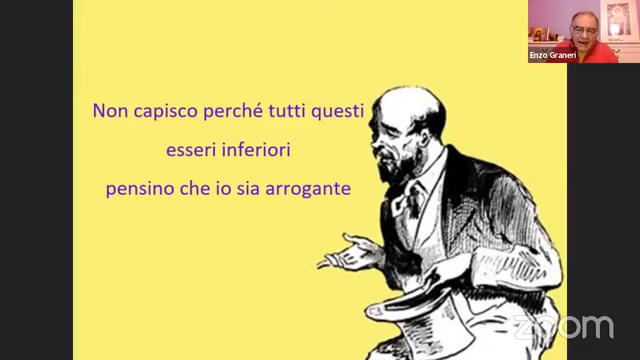 Enzo Graneri
Non capisco perché tutti questi
esseri inferiori
pensino che io sia arrogante
zoom